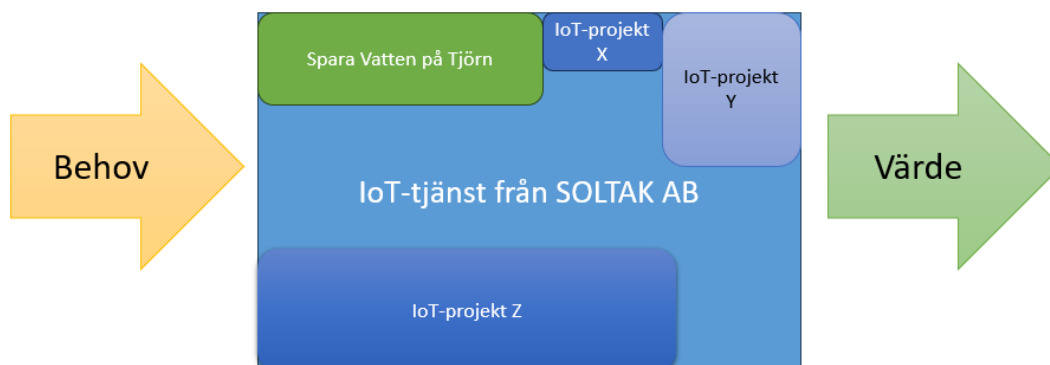 Behov
Spara Vatten på Tjörn
IoT-projekt
X
IoT-projekt
Y
IoT-tjänst från SOLTAK AB
IoT-projekt Z
Värde